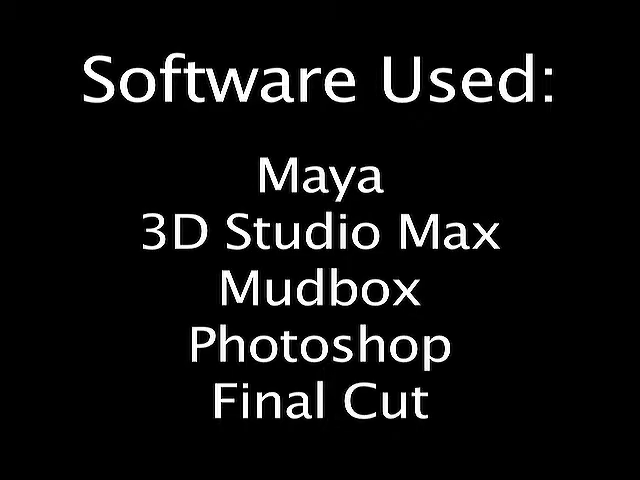 Software Used:
Maya
3D Studio Max
Mudbox
Photoshop
Final Cut